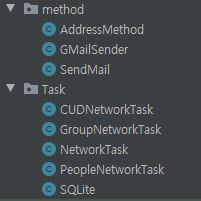 method
AddressMethod
GMailSender
SendMail
Task
CUDNetworkTask
GroupNetworkTask
NetworkTask
PeopleNetworkTask
SQLite